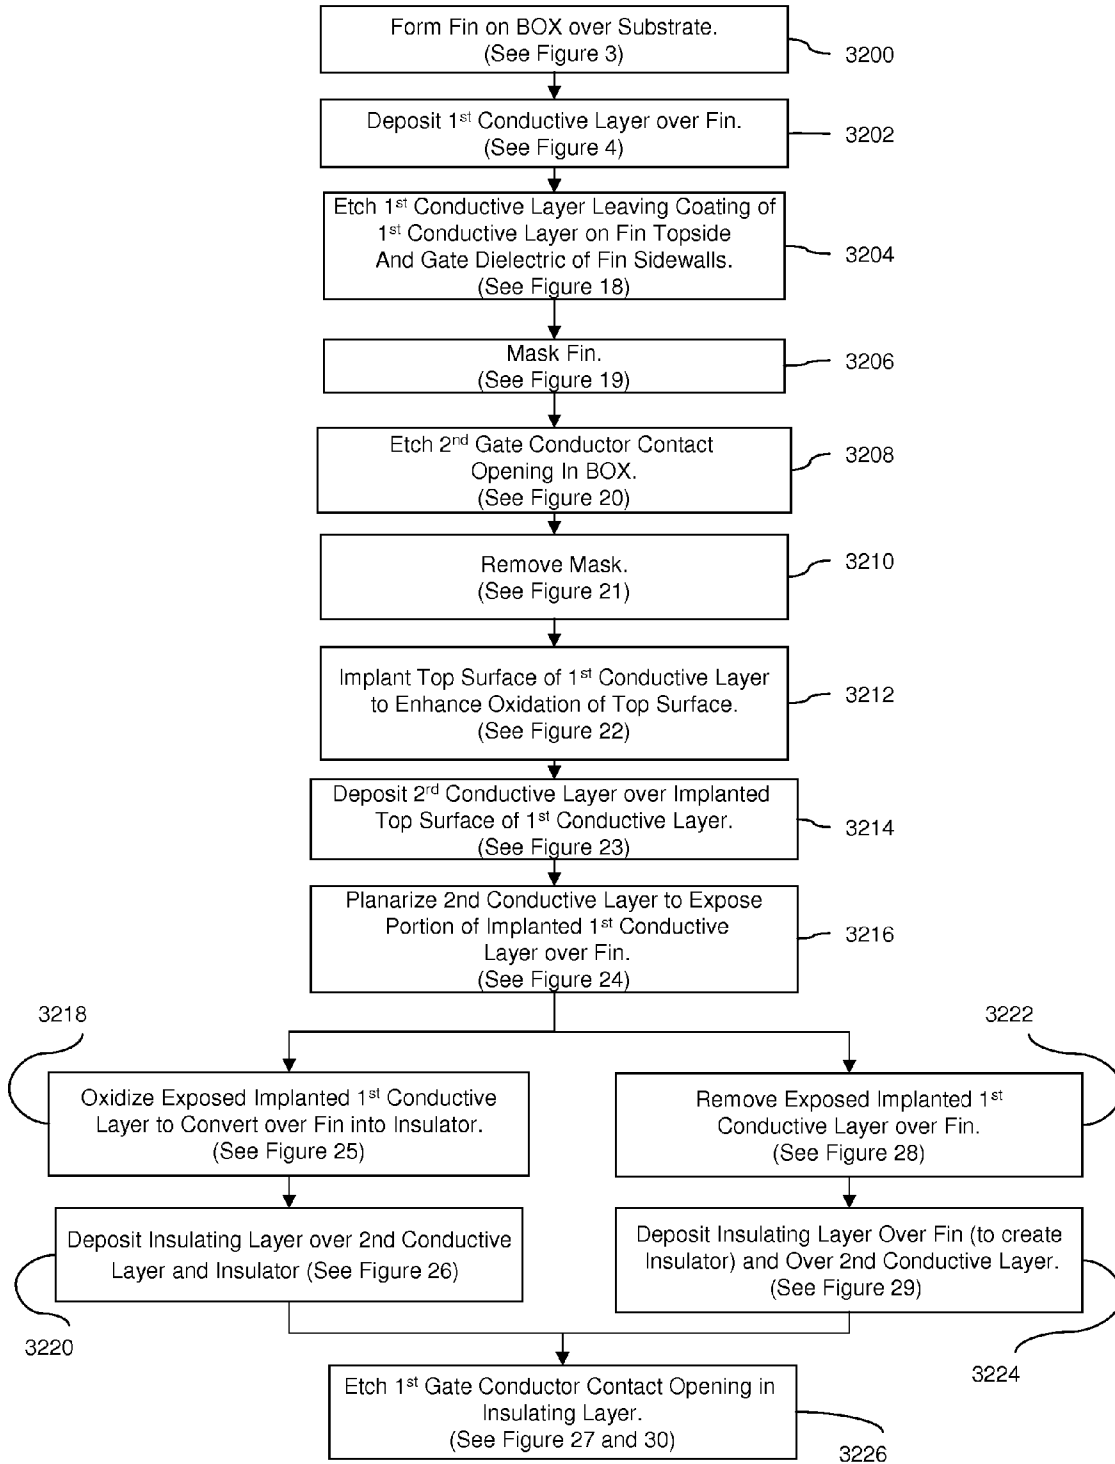 Form Fin on BOX over Substrate.
(See Figure 3)
3200
Deposit 1st Conductive Layer over Fin.
(See Figure 4)
3202
Etch 1st Conductive Layer Leaving Coating of
1st Conductive Layer on Fin Topside
And Gate Dielectric of Fin Sidewalls.
(See Figure 18)
3204
Mask Fin.
(See Figure 19)
3206
Etch 2nd Gate Conductor Contact
Opening In BOX.
(See Figure 20)
3208
Remove Mask.
(See Figure 21)
3210
Implant Top Surface of 1st Conductive Layer
to Enhance Oxidation of Top Surface.
(See Figure 22)
3212
Deposit 2rd Conductive Layer over Implanted
Top Surface of 1st Conductive Layer.
(See Figure 23)
3214
Planarize 2nd Conductive Layer to Expose
Portion of Implanted 1st Conductive
Layer over Fin.
(See Figure 24)
3216
3218
Oxidize Exposed Implanted 1st Conductive
Layer to Convert over Fin into Insulator.
(See Figure 25)
3222
Remove Exposed Implanted 1st
Conductive Layer over Fin.
(See Figure 28)
Deposit Insulating Layer over 2nd Conductive
Layer and Insulator (See Figure 26)
3220
Deposit Insulating Layer Over Fin (to create
Insulator) and Over 2nd Conductive Layer.
(See Figure 29)
3224
Etch 1st Gate Conductor Contact Opening in
Insulating Layer.
(See Figure 27 and 30)
3226